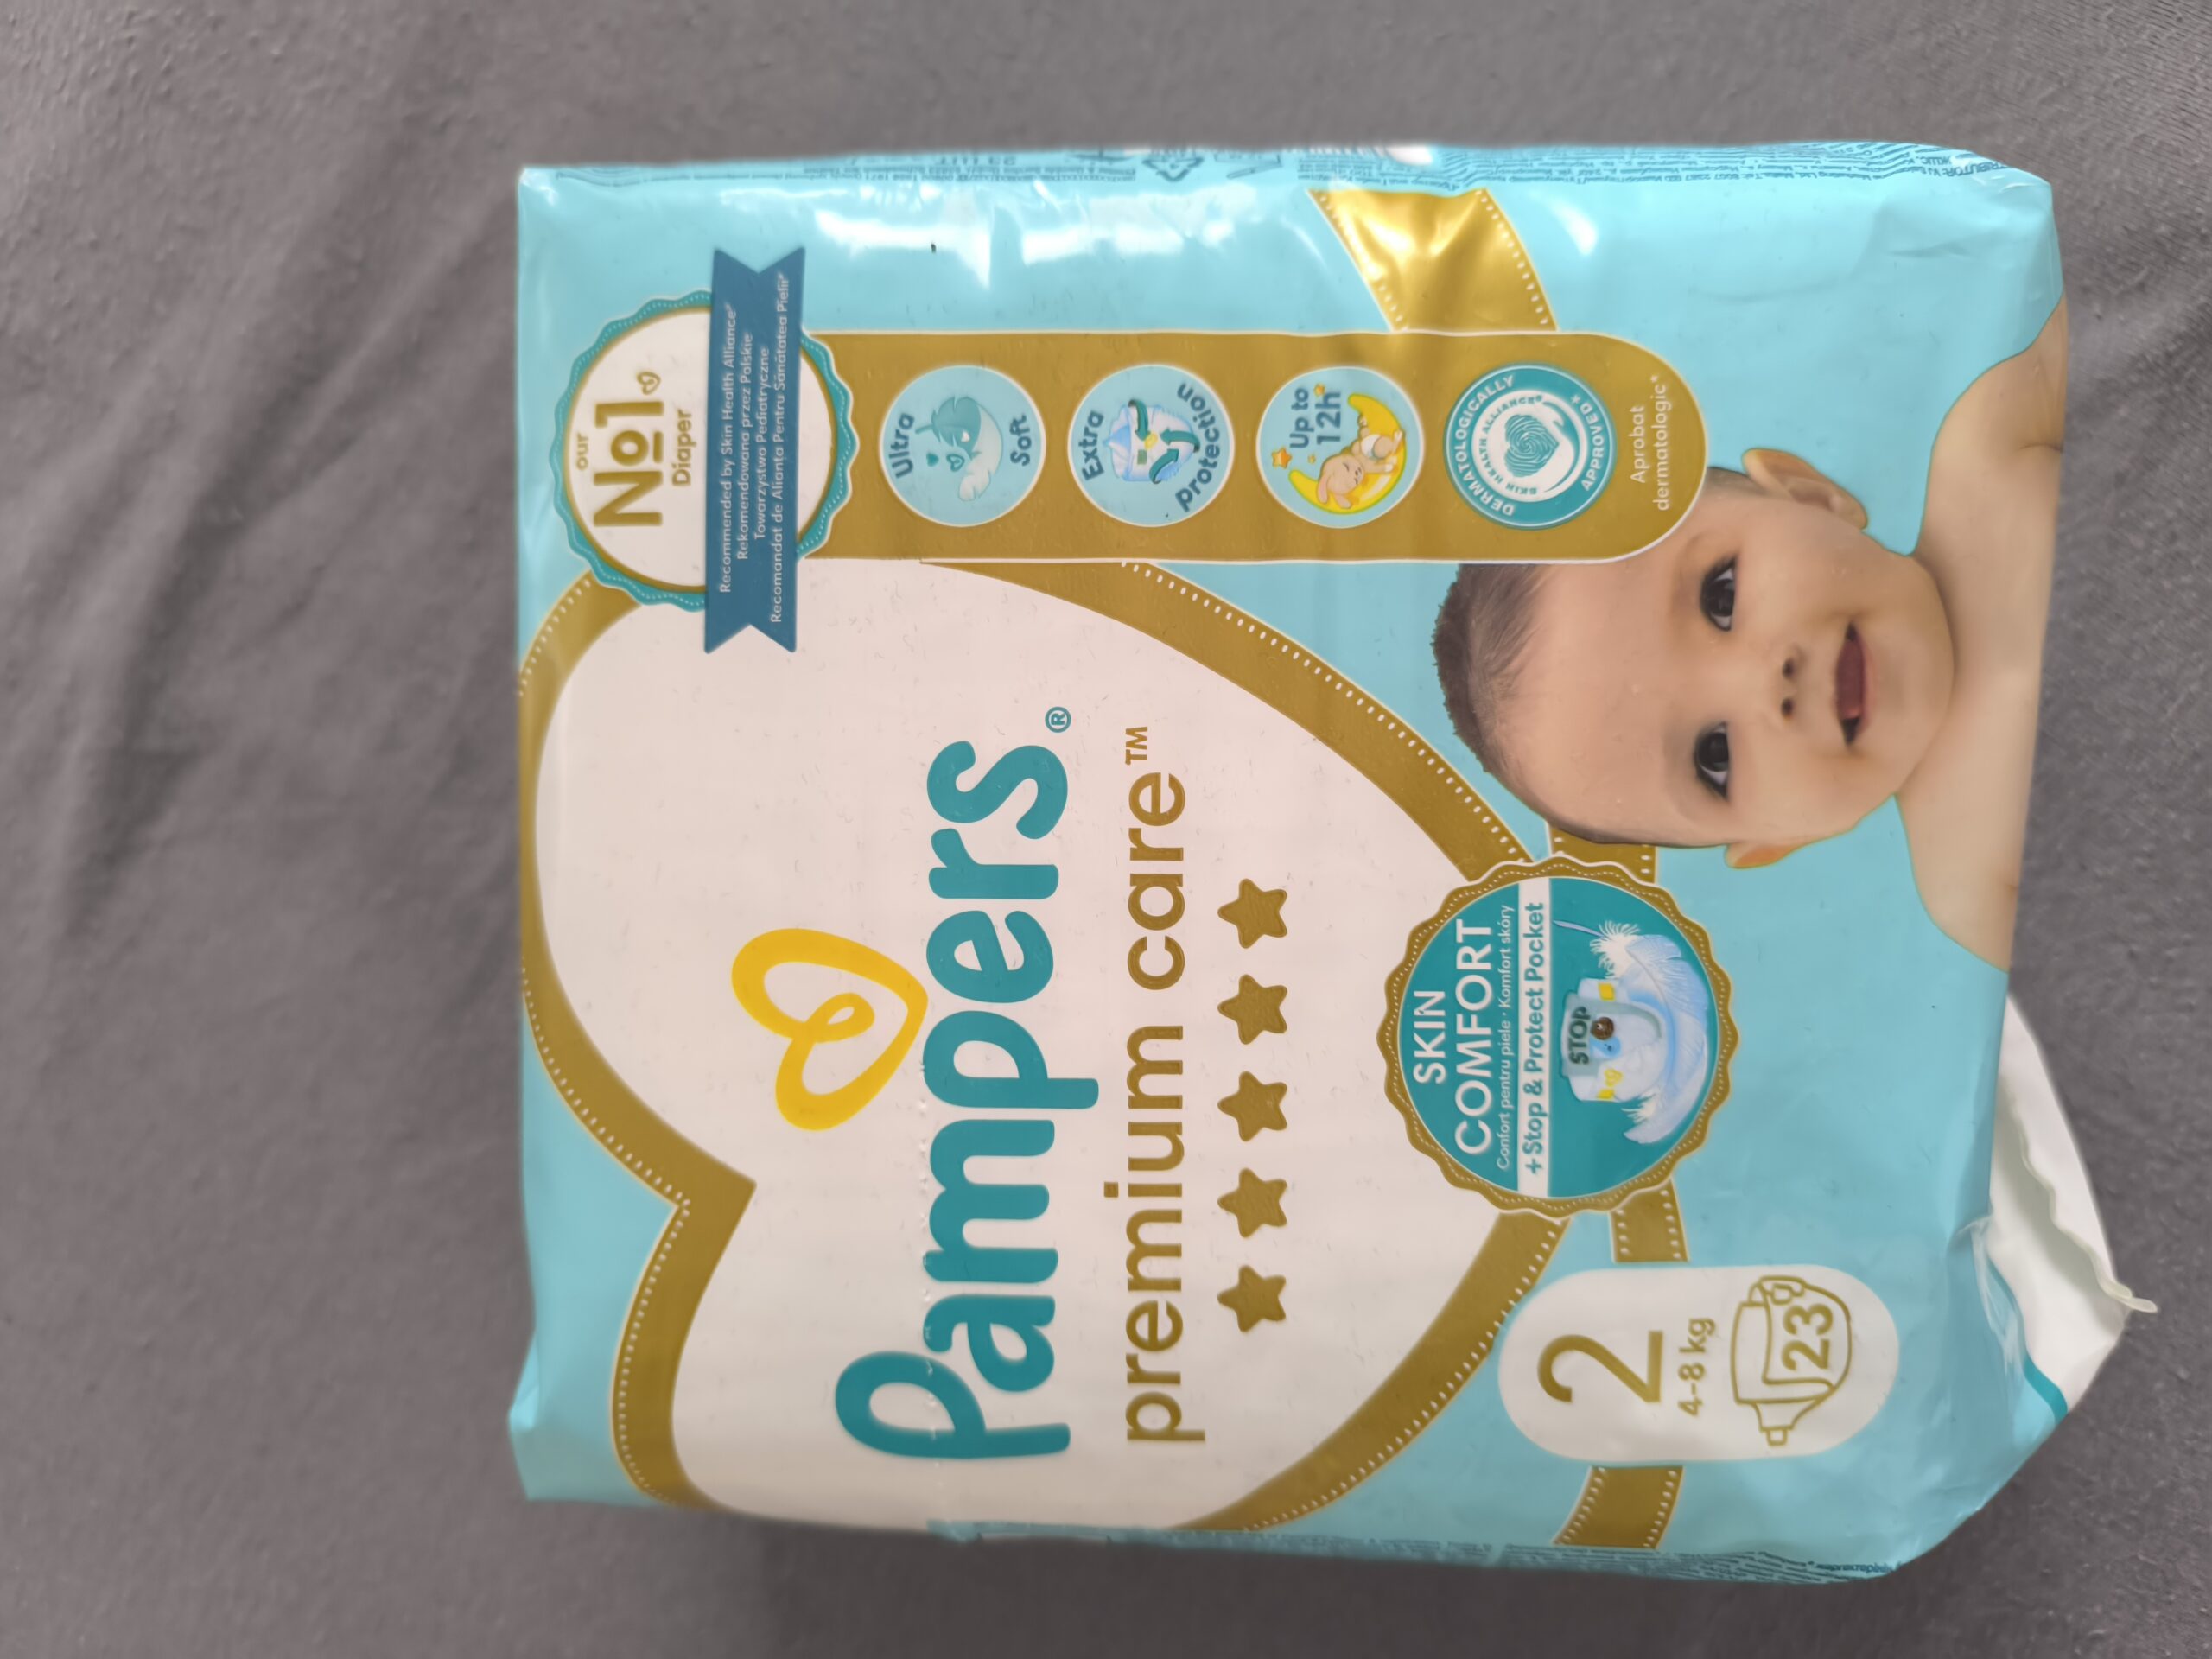 our
No1
Diaper
Recommended by Skin Health Alliance*
Rekomendowana przez Polskie
Towarzystwo Pediatryczne
Recomandat de Alianța Pentru Sănătatea Pielii*
Ultra
Soft
Extra
protection
Up to
12h
DERMATOLOGICALLY
SKIN HEALTH ALLIANCE®
APPROVED*
Aprobat
dermatologic*
Pampers®
premium care™
SKIN
COMFORT
Confort pentru piele · Komfort skóry
+ Stop & Protect Pocket
STOP
2
4-8 kg
23